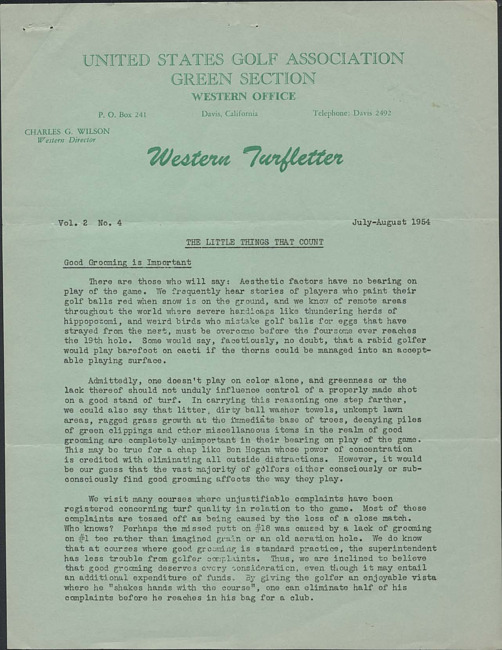 UNITED STATES GOLF ASSOCIATION
GREEN SECTION
WESTERN OFFICE
P. O. Box 241 Davis, California Telephone: Davis 2492
CHARLES G. WILSON
Western Director
Western Turfletter
Vol. 2 No. 4 July-August 1954
THE LITTLE THINGS THAT COUNT
Good Grooming is Important
There are those who will say: Aesthetic factors have no bearing on
play of the game. We frequently hear stories of players who paint their
golf balls red when snow is on the ground, and we know of remote areas
throughout the world where severe handicaps like thundering herds of
hippopotomi, and weird birds who mistake golf balls for eggs that have
strayed from the nest, must be overcome before the foursome ever reaches
the 19th hole. Some would say, facetiously, no doubt, that a rabid golfer
would play barefoot on cacti if the thorns could be managed into an accept-
able playing surface.
Admittedly, one doesn't play on color alone, and greenness or the
lack thereof should not unduly influence control of a properly made shot
on a good stand of turf. In carrying this reasoning one step farther,
we could also say that litter, dirty ball washer towels, unkempt lawn
areas, ragged grass growth at the immediate base of trees, decaying piles
of green clippings and other miscellaneous items in the realm of good
grooming are completely unimportant in their bearing on play of the game.
This may be true for a chap like Ben Hogan whose power of concentration
is credited with eliminating all outside distractions. However, it would
be our guess that the vast majority of golfers either consciously or sub-
consciously find good grooming affects the way they play.
We visit many courses where unjustifiable complaints have been
registered concerning turf quality in relation to the game. Most of these
complaints are tossed off as being caused by the loss of a close match.
Who knows? Perhaps the missed putt on #18 was caused by a lack of grooming
on #1 tee rather than imagined grain or an old aeration hole. We do know
that at courses where good grooming is standard practice, the superintendent
has less trouble from golfer complaints. Thus, we are inclined to believe
that good grooming deserves every consideration, even though it may entail
an additional expenditure of funds. By giving the golfer an enjoyable vista
where he "shakes hands with the course", one can eliminate half of his
complaints before he reaches in his bag for a club.